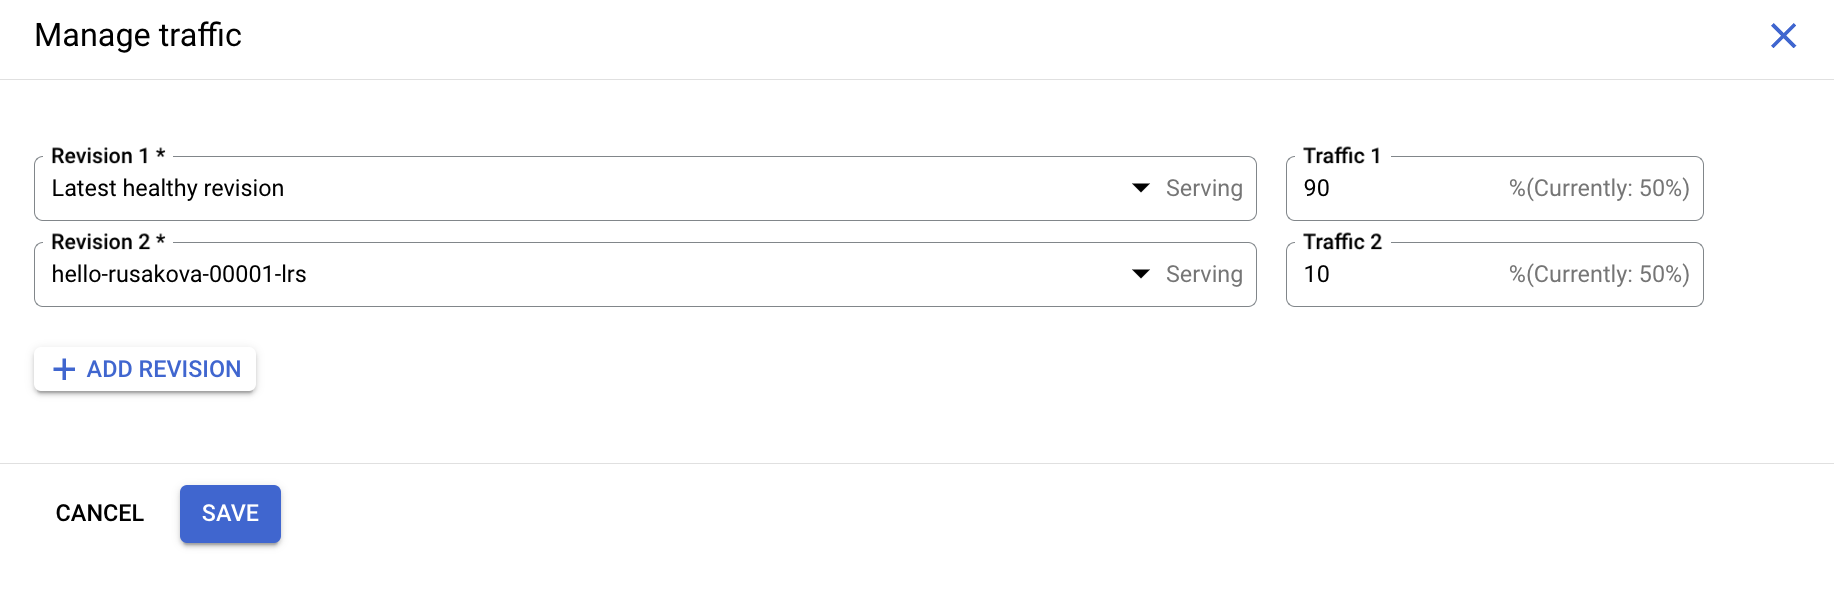 Manage traffic
Revision 1 *
Latest healthy revision
Serving
Traffic 1
90
%(Currently: 50%)
Revision 2 *
hello-rusakova-00001-lrs
Serving
Traffic 2
10
%(Currently: 50%)
ADD REVISION
CANCEL
SAVE